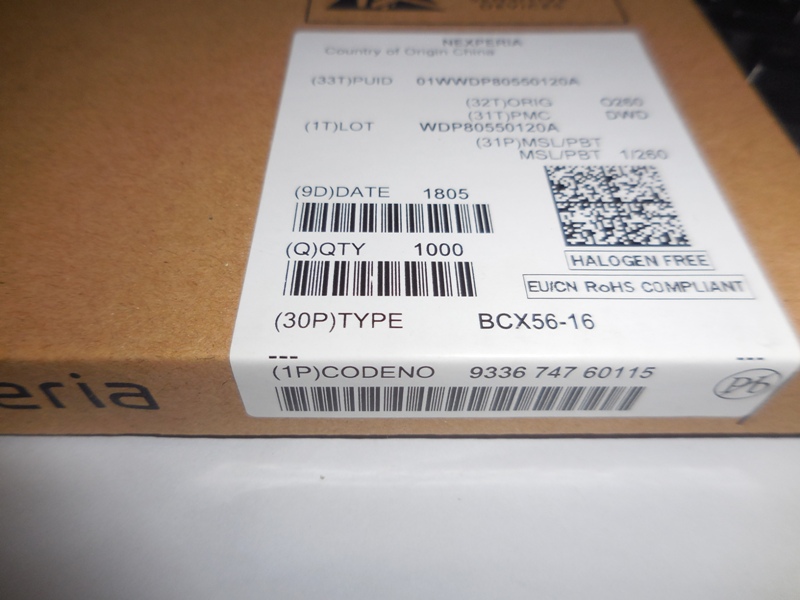 NEXPERIA
Country of Origin China
(33T)PUID 01WWDP80550120A
(32T)ORIG O260
(31T)PMC DWD
(1T)LOT WDP80550120A
(31P)MSL/PBT
MSL/PBT 1/260
(9D)DATE 1805
(Q)QTY 1000
HALOGEN FREE
EU/CN RoHS COMPLIANT
(30P)TYPE BCX56-16
(1P)CODENO 9336 747 60115
Pb
eria